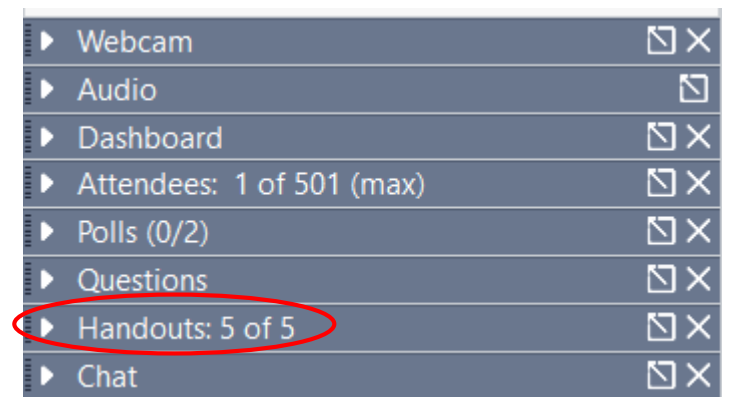 Webcam
Audio
Dashboard
Attendees: 1 of 501 (max)
Polls (0/2)
Questions
Handouts: 5 of 5
Chat